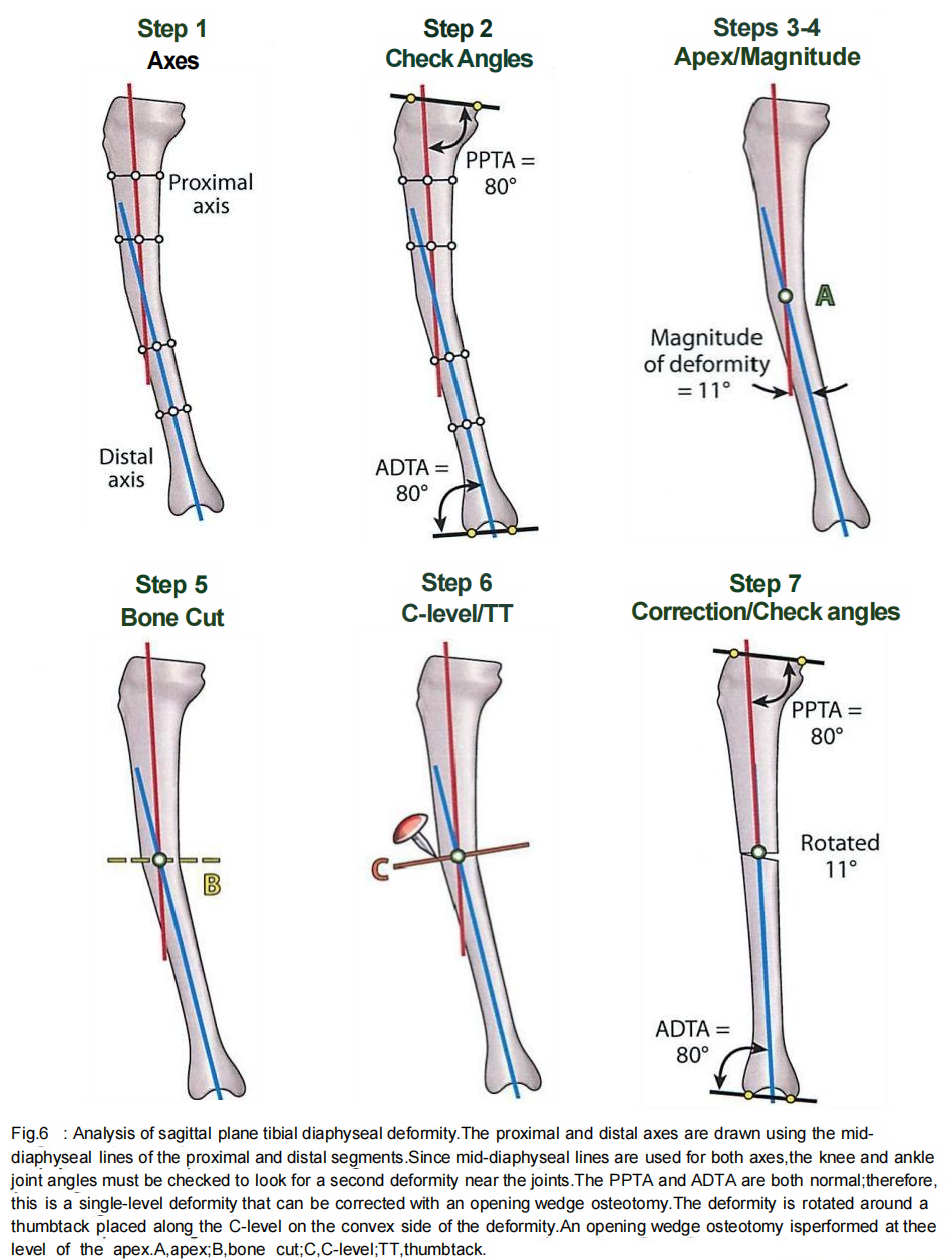 Step 1
Axes
Step 2
Check Angles
Steps 3-4
Apex/Magnitude
Proximal
axis
Distal
axis
PPTA =
80°
ADTA =
80°
A
Magnitude
of deformity
= 11°
Step 5
Bone Cut
Step 6
C-level/TT
Step 7
Correction/Check angles
B
C
PPTA =
80°
Rotated
11°
ADTA =
80°
Fig.6 : Analysis of sagittal plane tibial diaphyseal deformity.The proximal and distal axes are drawn using the mid-
diaphyseal lines of the proximal and distal segments.Since mid-diaphyseal lines are used for both axes,the knee and ankle
joint angles must be checked to look for a second deformity near the joints.The PPTA and ADTA are both normal;therefore,
this is a single-level deformity that can be corrected with an opening wedge osteotomy.The deformity is rotated around a
thumbtack placed along the C-level on the convex side of the deformity.An opening wedge osteotomy isperformed at thee
level of the apex.A,apex;B,bone cut;C,C-level;TT,thumbtack.